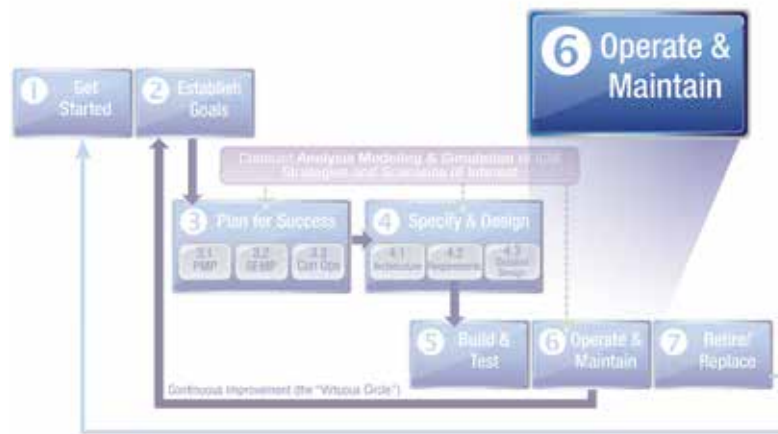 6 Operate &
Maintain
1 Get
Started
2 Establish
Goals
Conduct Analysis Modeling & Simulation of ICM
Strategies and Scenarios of Interest
3 Plan for Success
3.1
PMP
3.2
SEMP
3.3
Con Ops
4 Specify & Design
4.1
Architecture
4.2
Requirements
4.3
Detailed
Design
5 Build &
Test
6 Operate &
Maintain
7 Retire/
Replace
Continuous Improvement (the "Virtuous Circle")